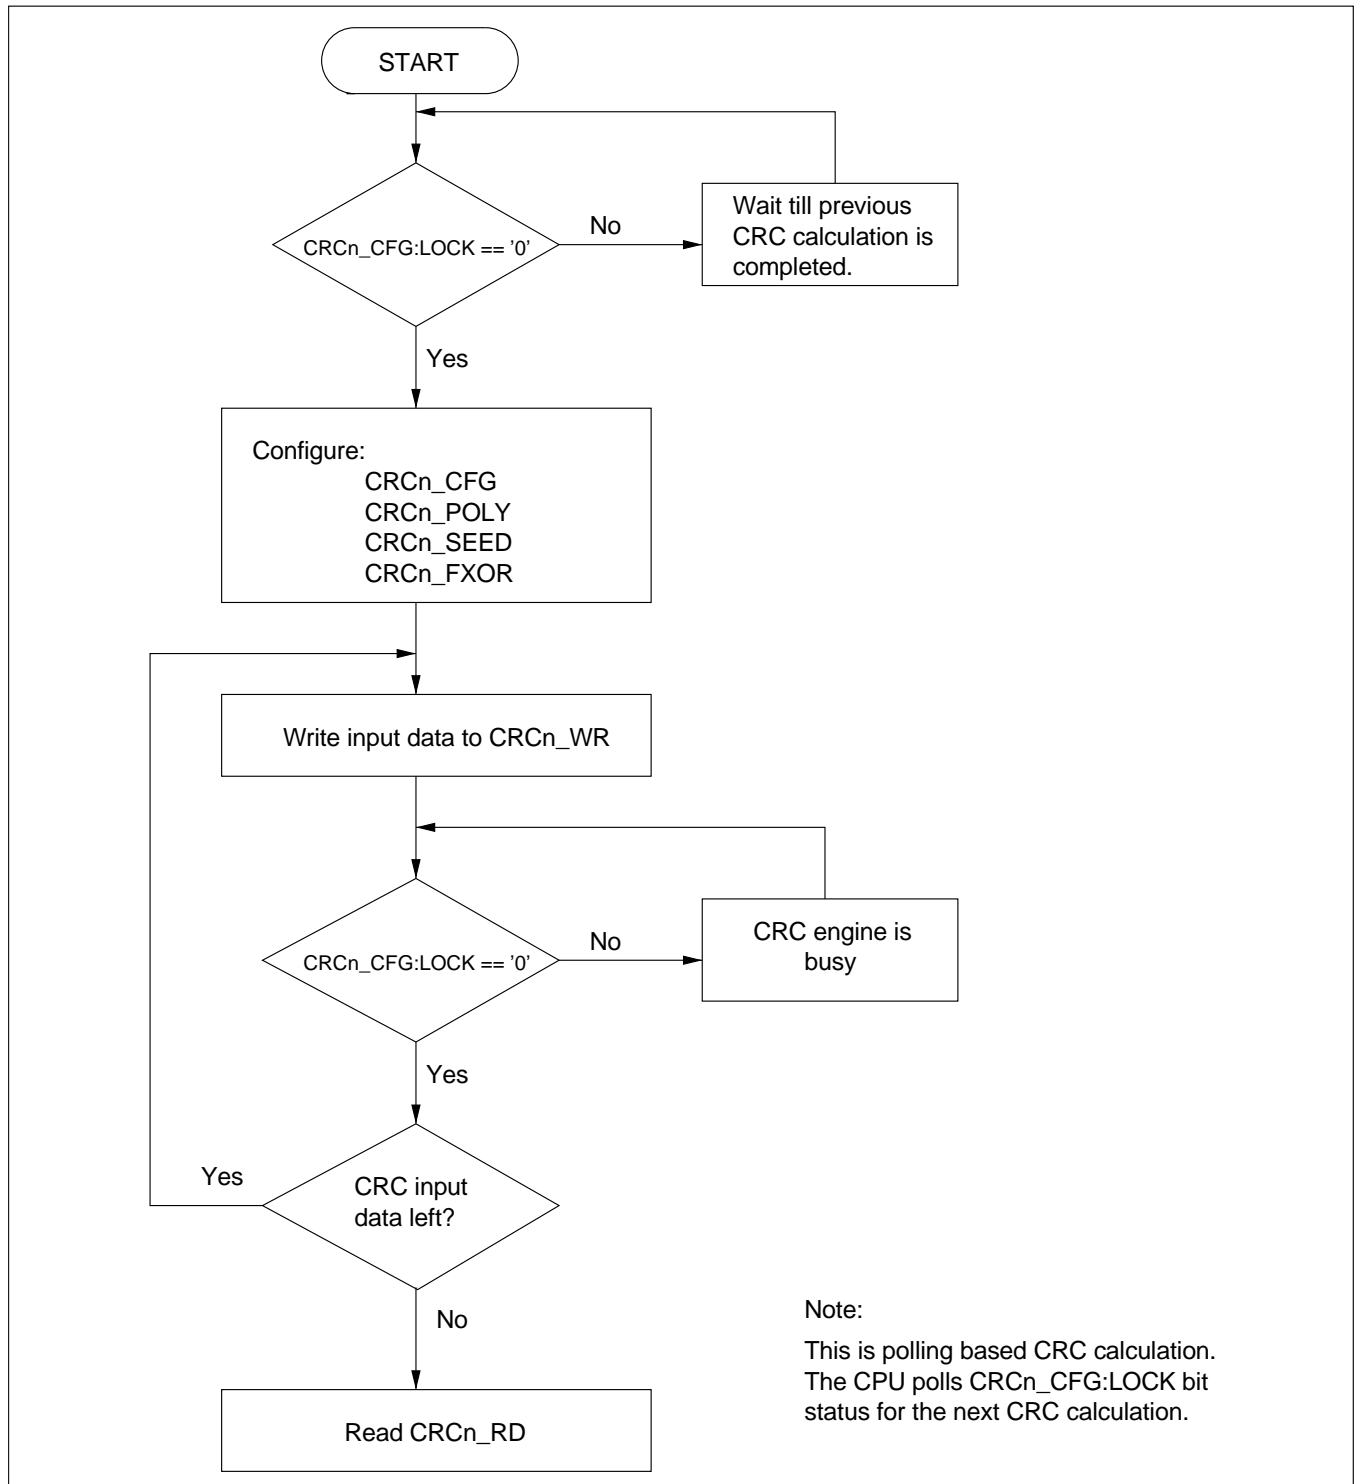 START
No
Wait till previous
CRC calculation is
completed.
CRCn_CFG:LOCK == '0'
Yes
Configure:
CRCn_CFG
CRCn_POLY
CRCn_SEED
CRCn_FXOR
Write input data to CRCn_WR
No
CRC engine is
busy
CRCn_CFG:LOCK == '0'
Yes
Yes
CRC input
data left?
No
Read CRCn_RD
Note:
This is polling based CRC calculation.
The CPU polls CRCn_CFG:LOCK bit
status for the next CRC calculation.